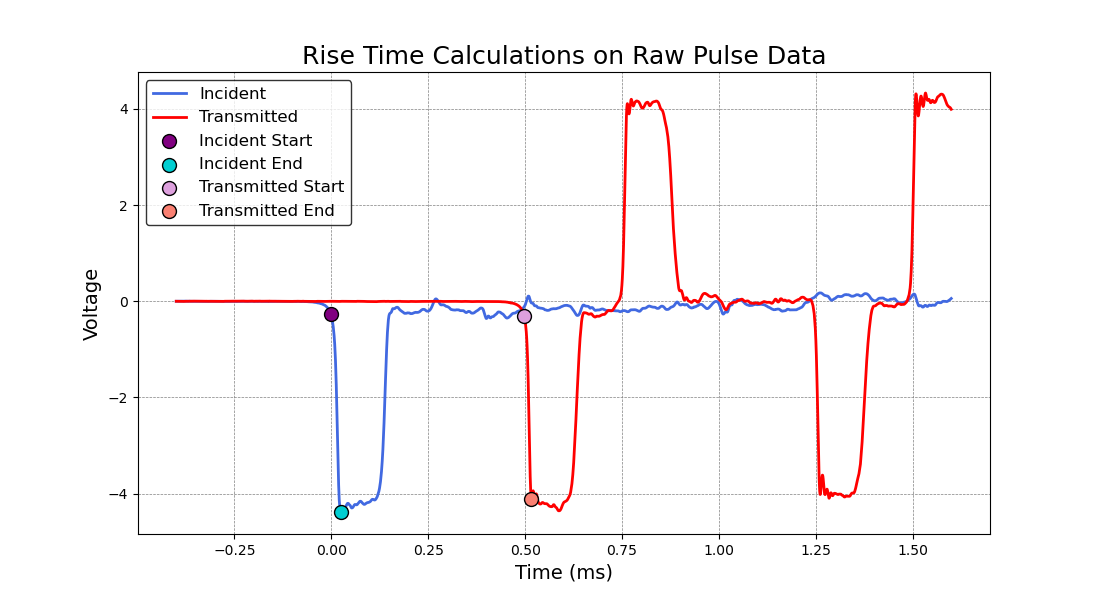 Rise Time Calculations on Raw Pulse Data
Incident
Transmitted
Incident Start
Incident End
Transmitted Start
Transmitted End
Voltage
4
2
0
−2
−4
−0.25 0.00 0.25 0.50 0.75 1.00 1.25 1.50
Time (ms)